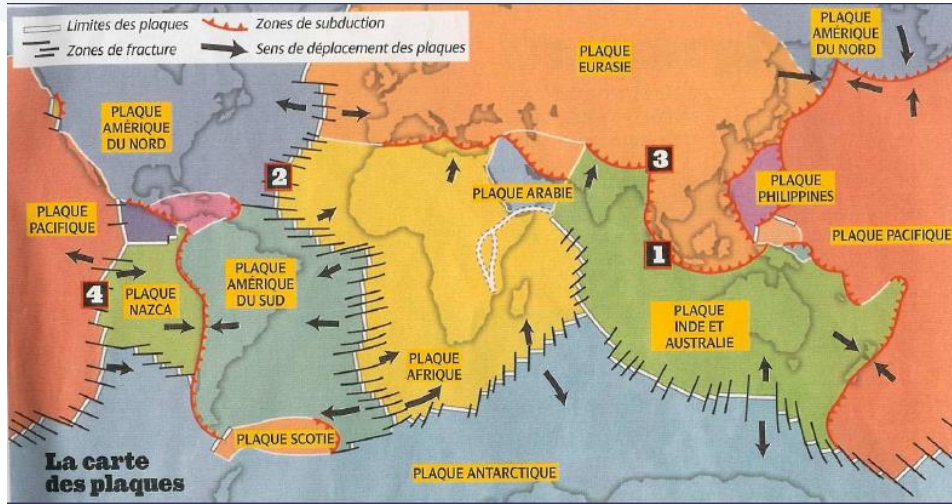 Limites des plaques
Zones de subduction
Zones de fracture
Sens de déplacement des plaques
PLAQUE
AMÉRIQUE
DU NORD
PLAQUE
EURASIE
PLAQUE
AMÉRIQUE
DU NORD
2
3
PLAQUE ARABIE
PLAQUE
PHILIPPINES
PLAQUE
PACIFIQUE
PLAQUE PACIFIQUE
1
4
PLAQUE
NAZCA
PLAQUE
AMÉRIQUE
DU SUD
PLAQUE
INDE ET
AUSTRALIE
PLAQUE
AFRIQUE
PLAQUE SCOTIE
La carte
des plaques
PLAQUE ANTARCTIQUE